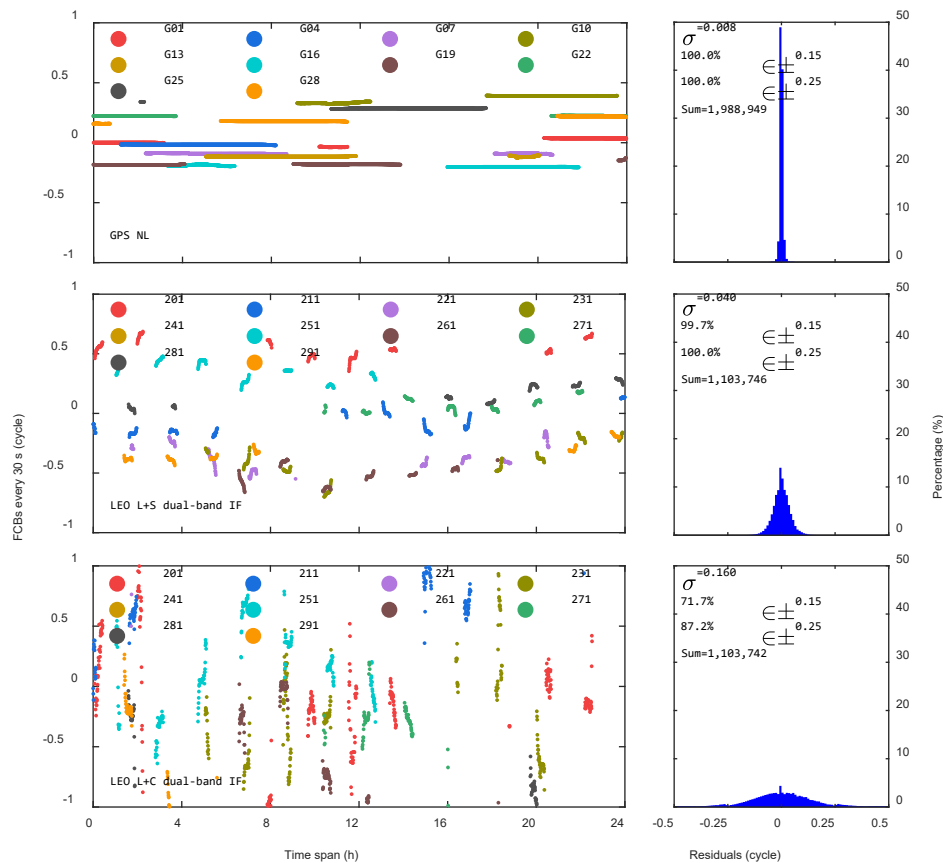 1
0.5
0
-0.5
-1
G01 G04 G07 G10
G13 G16 G19 G22
G25 G28
GPS NL
σ=0.008
100.0% ∈±0.15
100.0% ∈±0.25
Sum=1,988,949
50
40
30
20
10
0
1
0.5
0
-0.5
-1
201 211 221 231
241 251 261 271
281 291
LEO L+S dual-band IF
σ=0.040
99.7% ∈±0.15
100.0% ∈±0.25
Sum=1,103,746
50
40
30
20
10
0
FCBs every 30 s (cycle)
Percentage (%)
1
0.5
0
-0.5
-1
201 211 221 231
241 251 261 271
281 291
LEO L+C dual-band IF
σ=0.160
71.7% ∈±0.15
87.2% ∈±0.25
Sum=1,103,742
50
40
30
20
10
0
0 4 8 12 16 20 24
Time span (h)
-0.5 -0.25 0 0.25 0.5
Residuals (cycle)